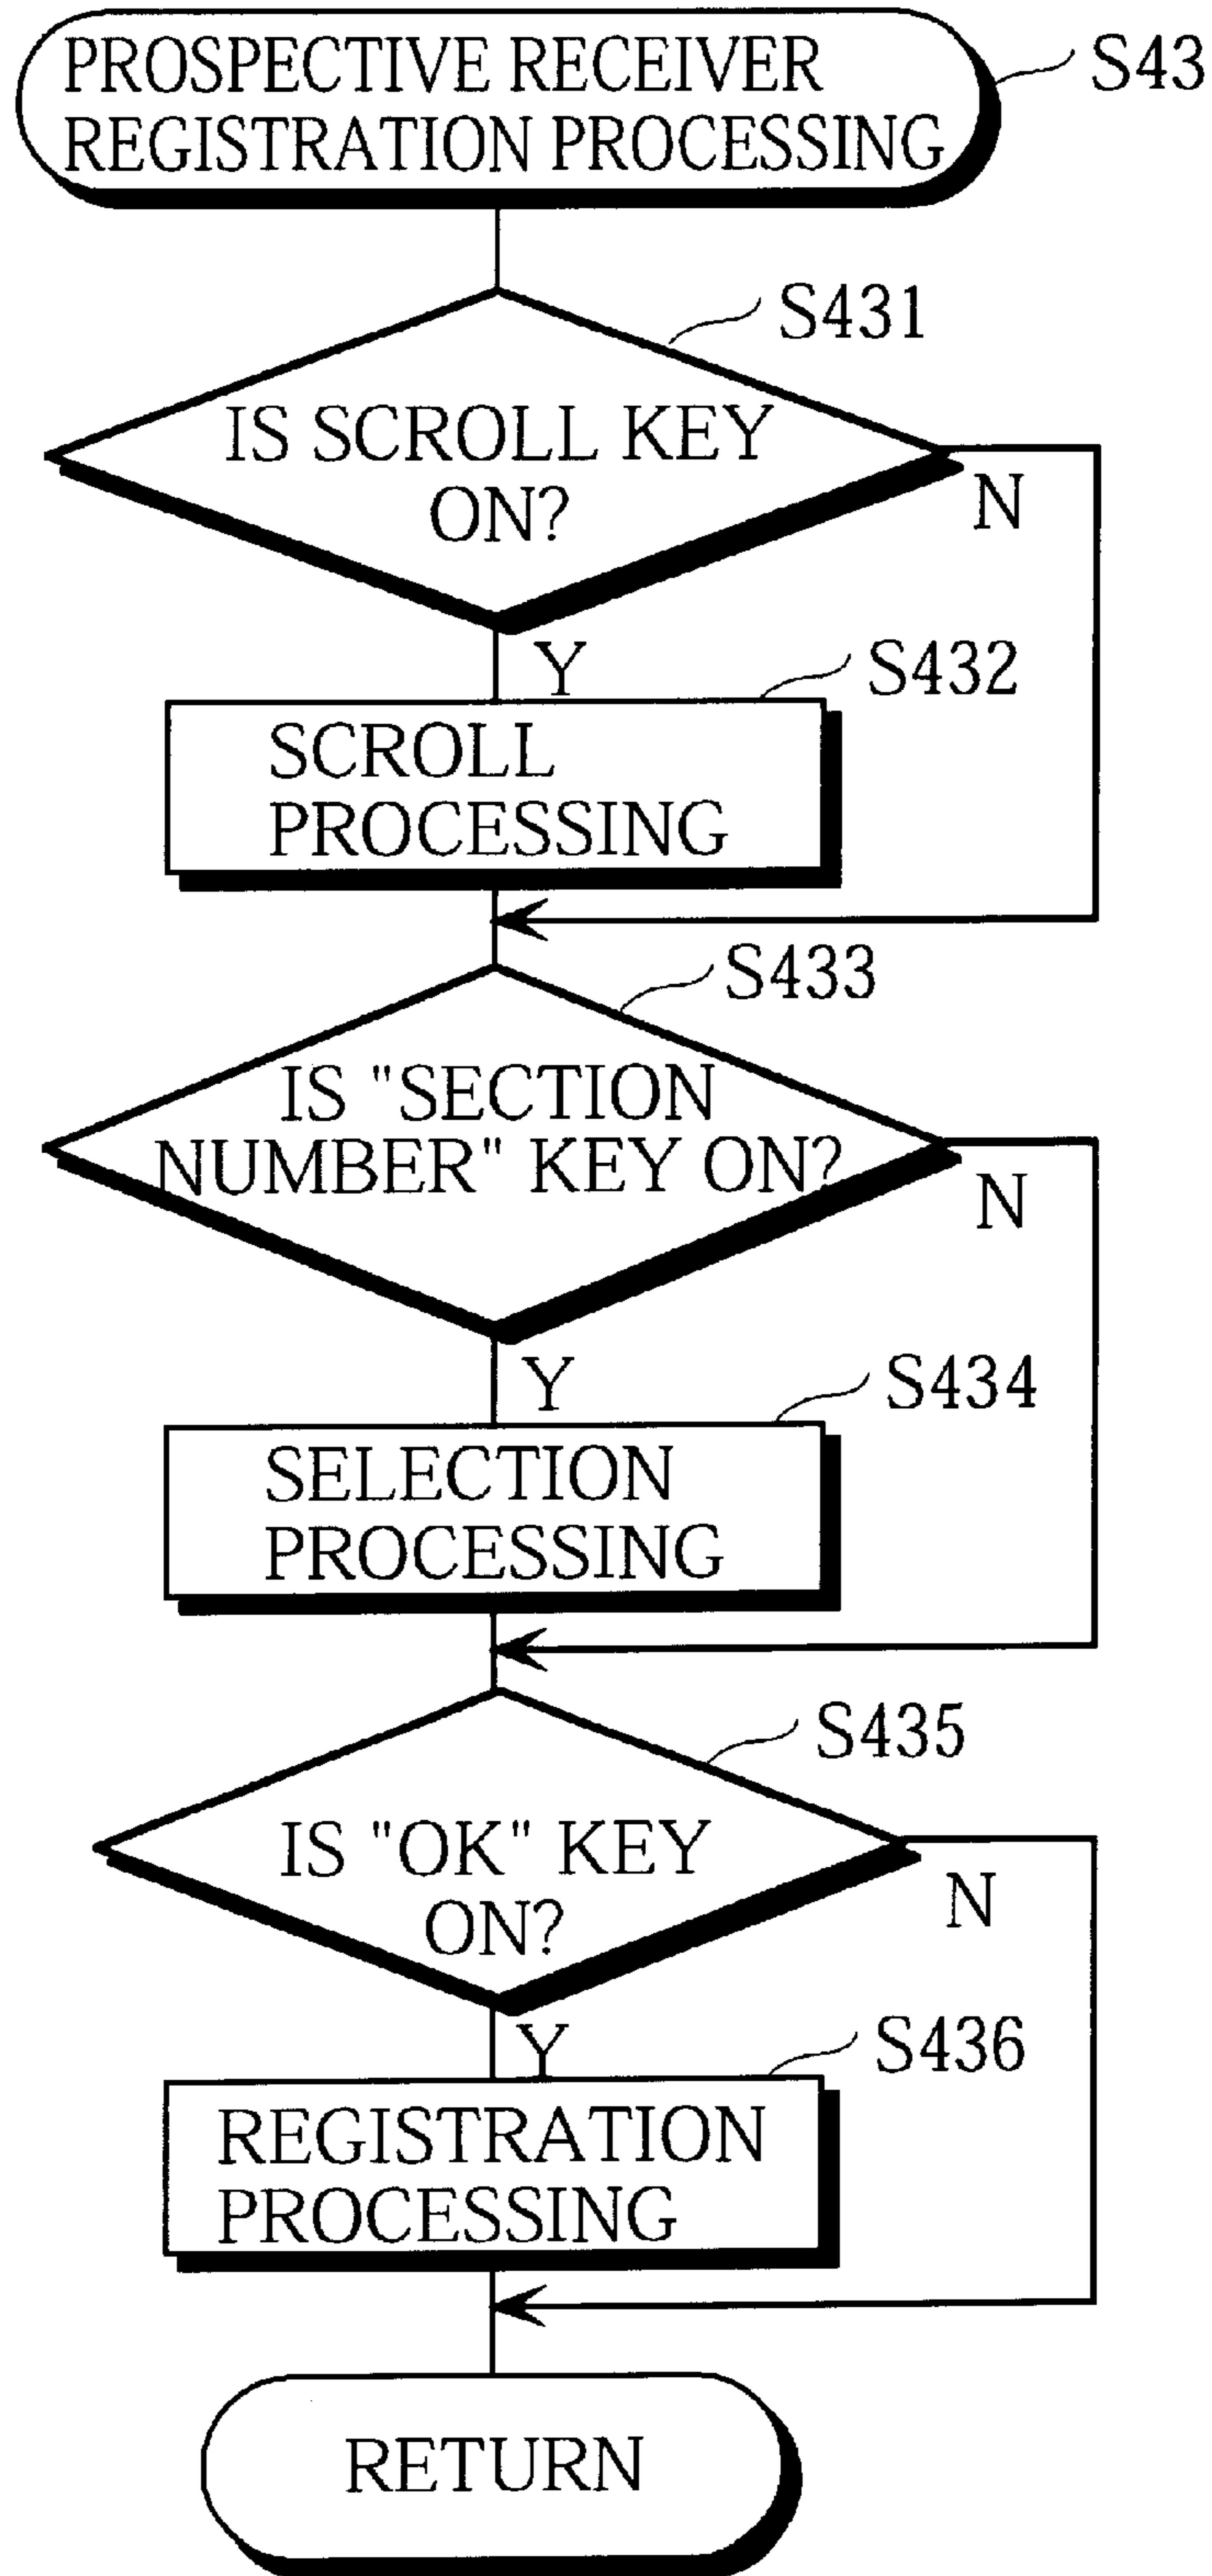 PROSPECTIVE RECEIVER
REGISTRATION PROCESSING
S43
S431
IS SCROLL KEY
ON?
N
Y
S432
SCROLL
PROCESSING
S433
IS "SECTION
NUMBER" KEY ON?
N
Y
S434
SELECTION
PROCESSING
S435
IS "OK" KEY
ON?
N
Y
S436
REGISTRATION
PROCESSING
RETURN